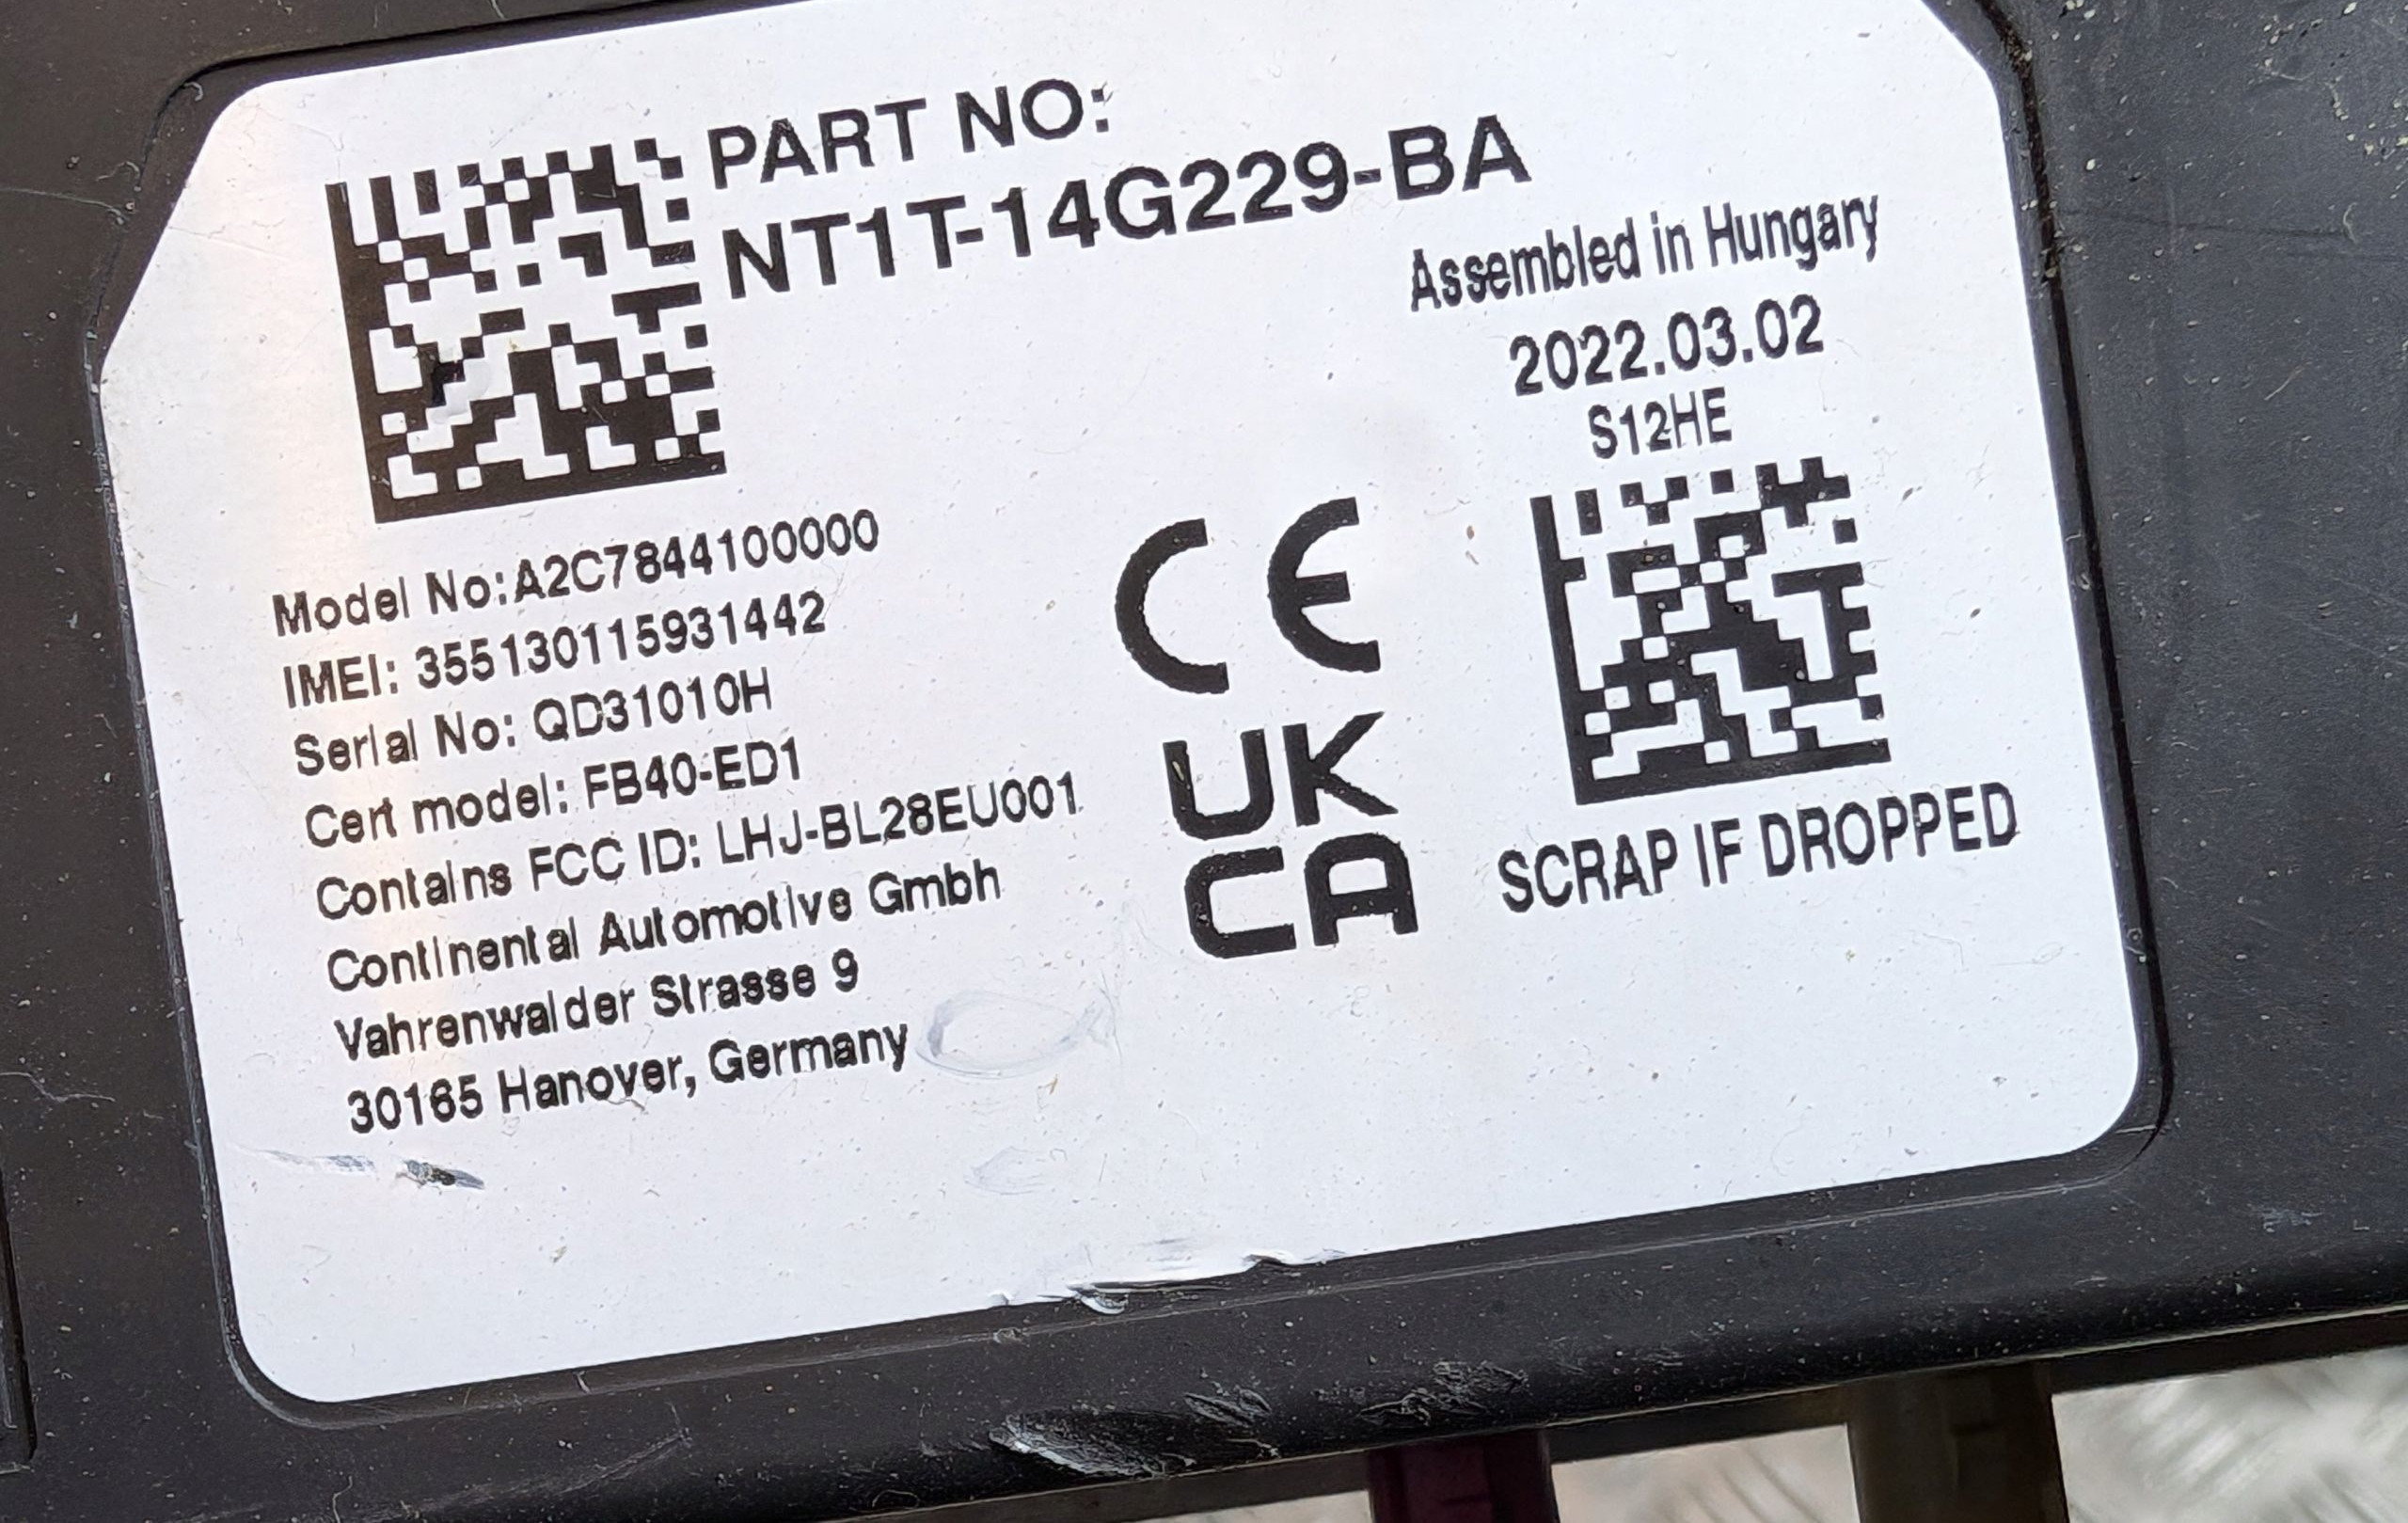 PART NO:
NT1T-14G229-BA
Assembled in Hungary
2022.03.02
S12HE
Model No:A2C7844100000
IMEI: 355130115931442
Serial No: QD31010H
Cert model: FB40-ED1
Contains FCC ID: LHJ-BL28EU001
Continental Automotive Gmbh
Vahrenwalder Strasse 9
30165 Hanover, Germany
CE
UK
CA
SCRAP IF DROPPED